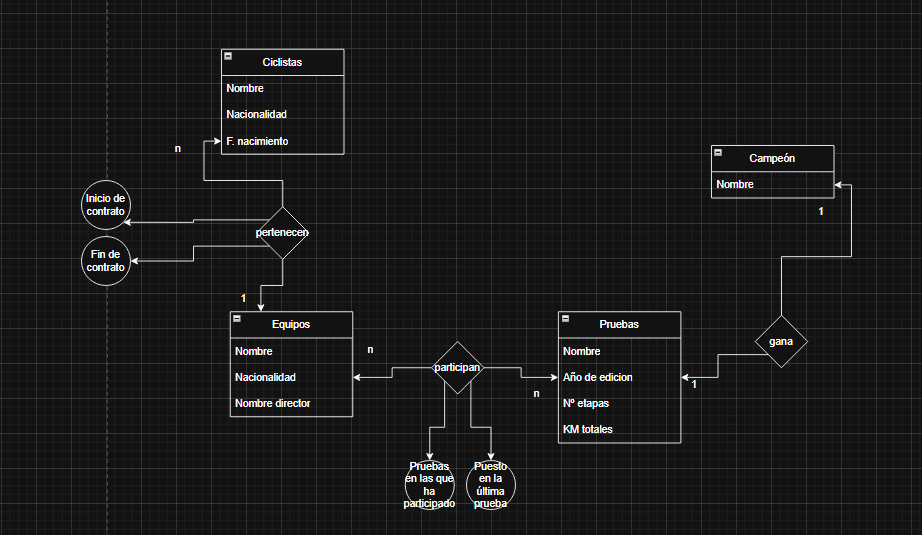 Ciclistas
Nombre
Nacionalidad
F. nacimiento
n
Campeón
Nombre
1
Inicio de
contrato
pertenecen
Fin de
contrato
1
Equipos
Nombre
Nacionalidad
Nombre director
n
participan
n
Pruebas
Nombre
Año de edicion
Nº etapas
KM totales
1
gana
Pruebas
en las que
ha
participado
Puesto
en la
última
prueba